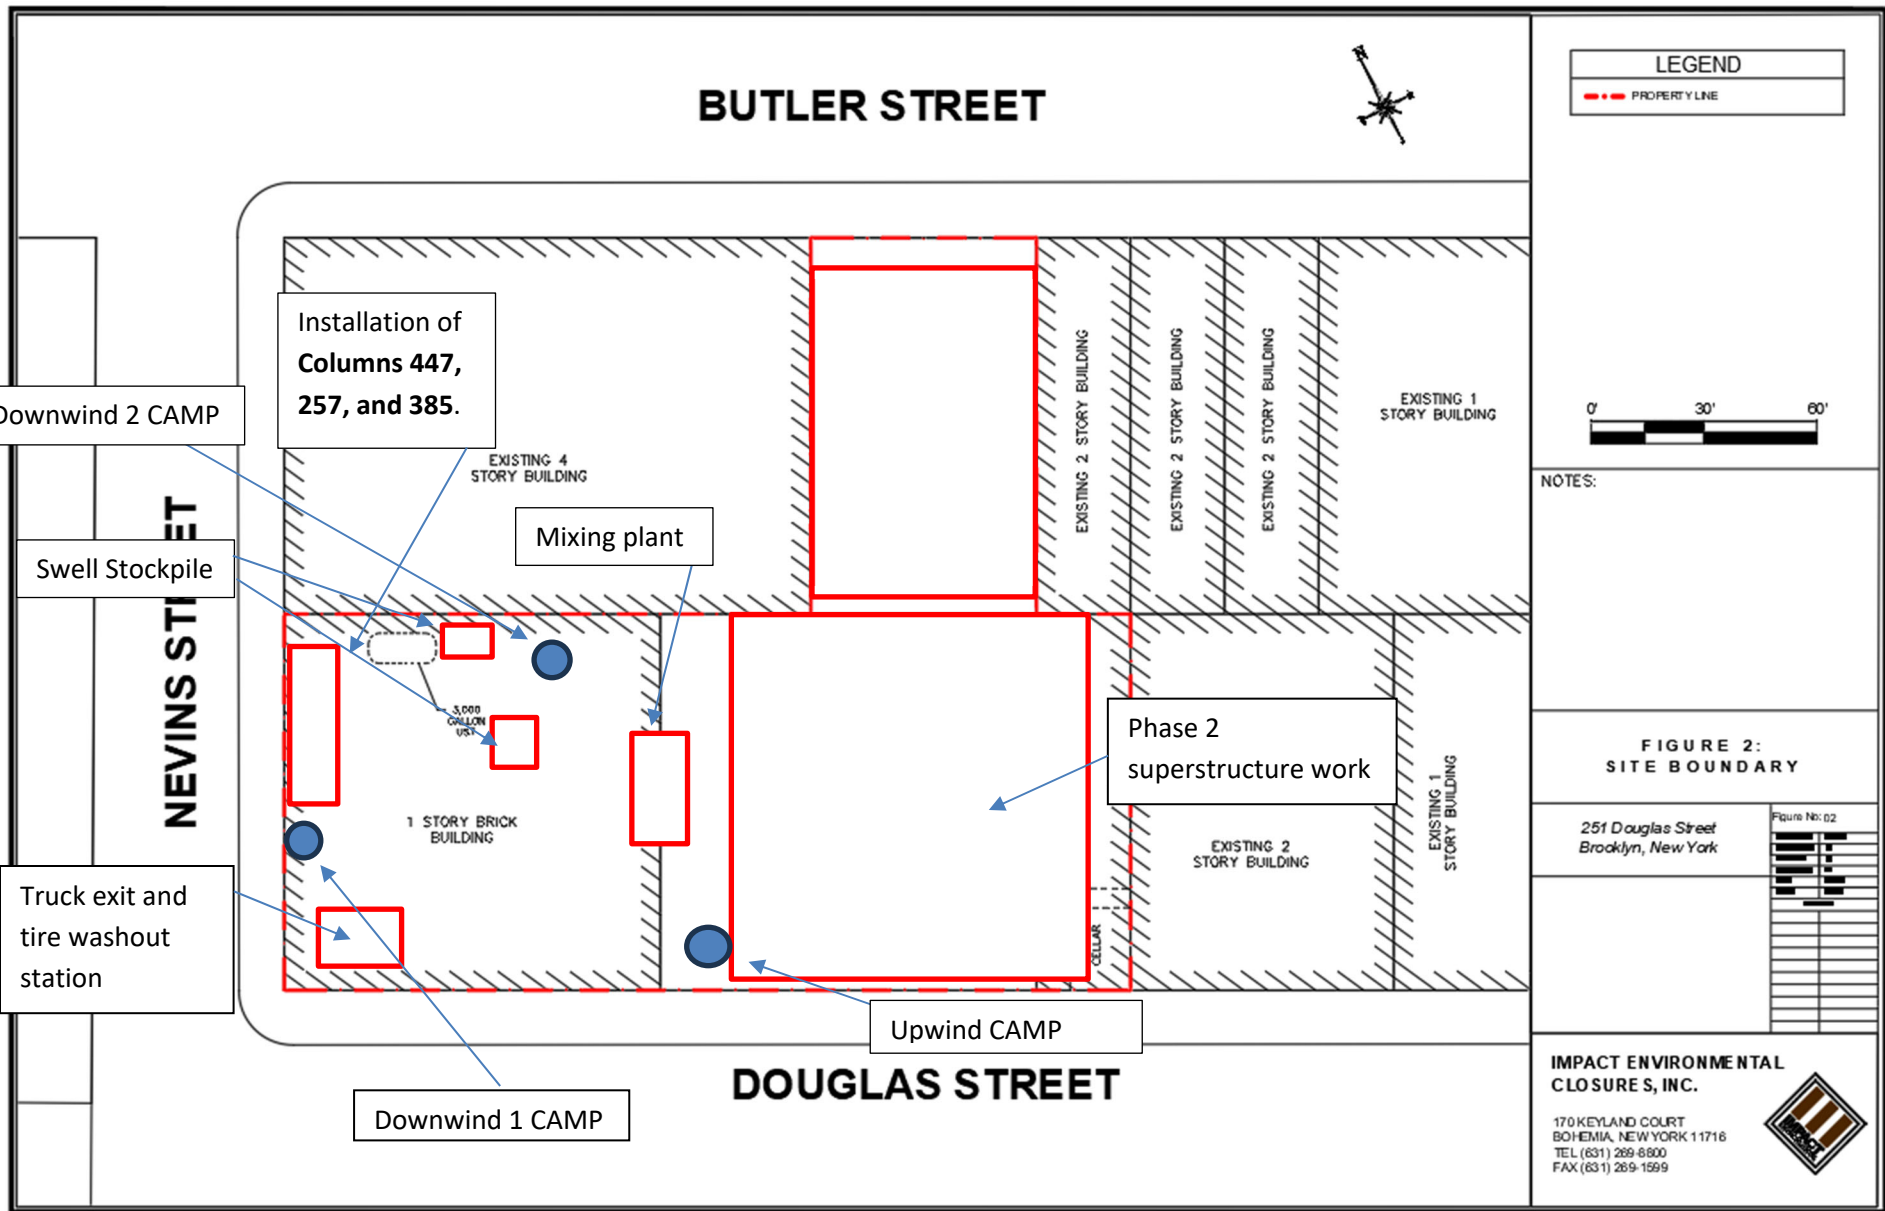 BUTLER STREET
N
LEGEND
PROPERTY LINE
0' 30' 60'
NOTES:
Installation of
Columns 447,
257, and 385.
Downwind 2 CAMP
EXISTING 4
STORY BUILDING
EXISTING 2 STORY BUILDING
EXISTING 2 STORY BUILDING
EXISTING 2 STORY BUILDING
EXISTING 1
STORY BUILDING
Mixing plant
Swell Stockpile
NEVINS STREET
3,000
GALLON
UST
1 STORY BRICK
BUILDING
Phase 2
superstructure work
EXISTING 2
STORY BUILDING
EXISTING 1
STORY BUILDING
CELLAR
Truck exit and
tire washout
station
Upwind CAMP
Downwind 1 CAMP
DOUGLAS STREET
FIGURE 2:
SITE BOUNDARY
251 Douglas Street
Brooklyn, New York
Figure No: 02
IMPACT ENVIRONMENTAL
CLOSURES, INC.
170 KEYLAND COURT
BOHEMIA, NEW YORK 11716
TEL (631) 269-8800
FAX (631) 269-1599
IMPACT